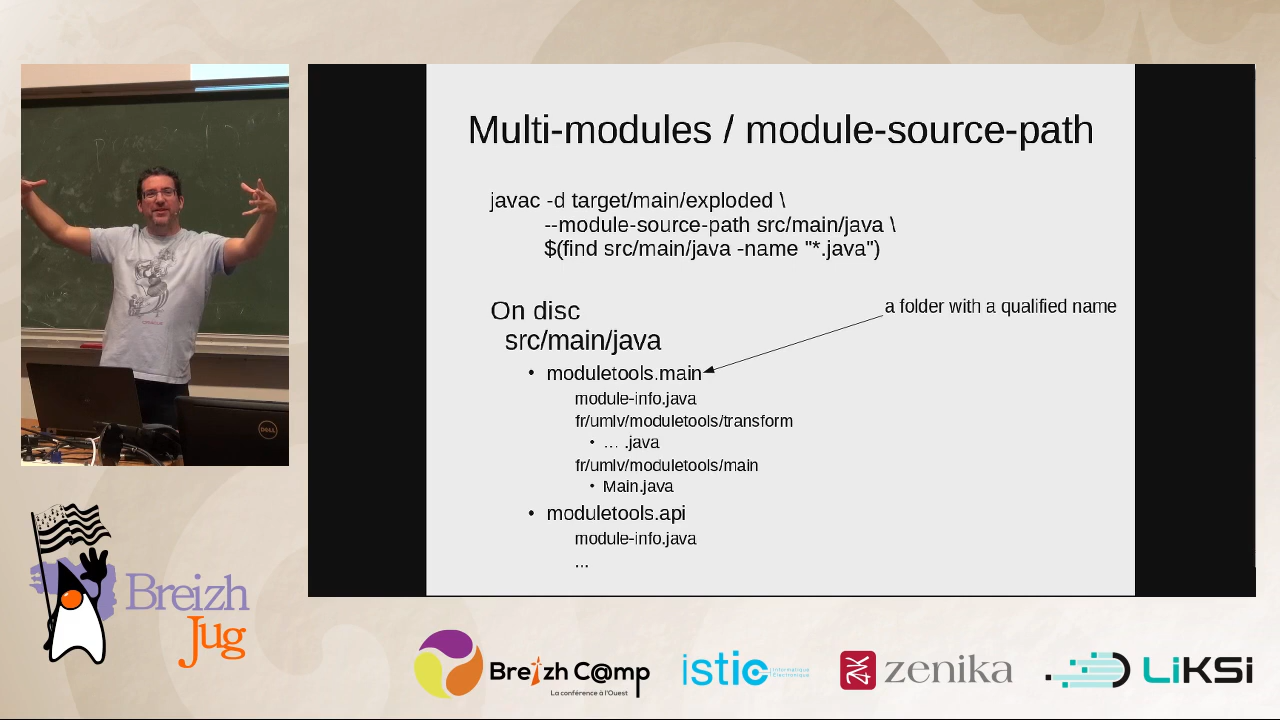 Multi-modules / module-source-path
javac -d target/main/exploded \
--module-source-path src/main/java \
$(find src/main/java -name "*.java")
On disc
src/main/java
a folder with a qualified name
• moduletools.main
module-info.java
fr/umlv/moduletools/transform
• … .java
fr/umlv/moduletools/main
• Main.java
• moduletools.api
module-info.java
...
DELL
Breizh
Jug
Breizh C@mp
La conférence à l'Ouest
istic
Informatique
Electronique
zenika
LiKSi